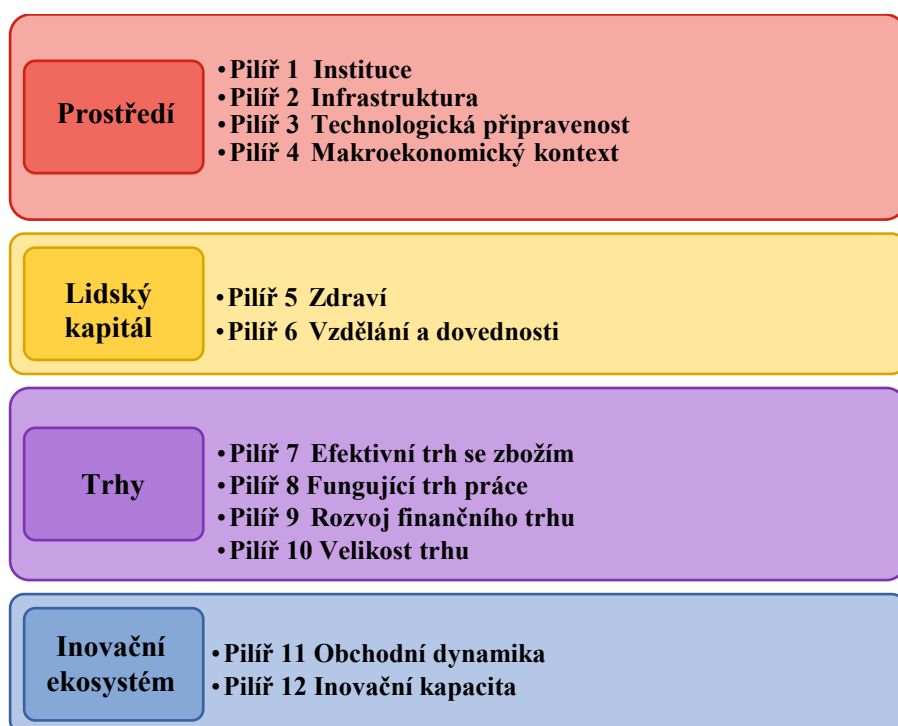 Prostředí
• Pilíř 1 Instituce
• Pilíř 2 Infrastruktura
• Pilíř 3 Technologická připravenost
• Pilíř 4 Makroekonomický kontext
Lidský
kapitál
• Pilíř 5 Zdraví
• Pilíř 6 Vzdělání a dovednosti
Trhy
• Pilíř 7 Efektivní trh se zbožím
• Pilíř 8 Fungující trh práce
• Pilíř 9 Rozvoj finančního trhu
• Pilíř 10 Velikost trhu
Inovační
ekosystém
• Pilíř 11 Obchodní dynamika
• Pilíř 12 Inovační kapacita